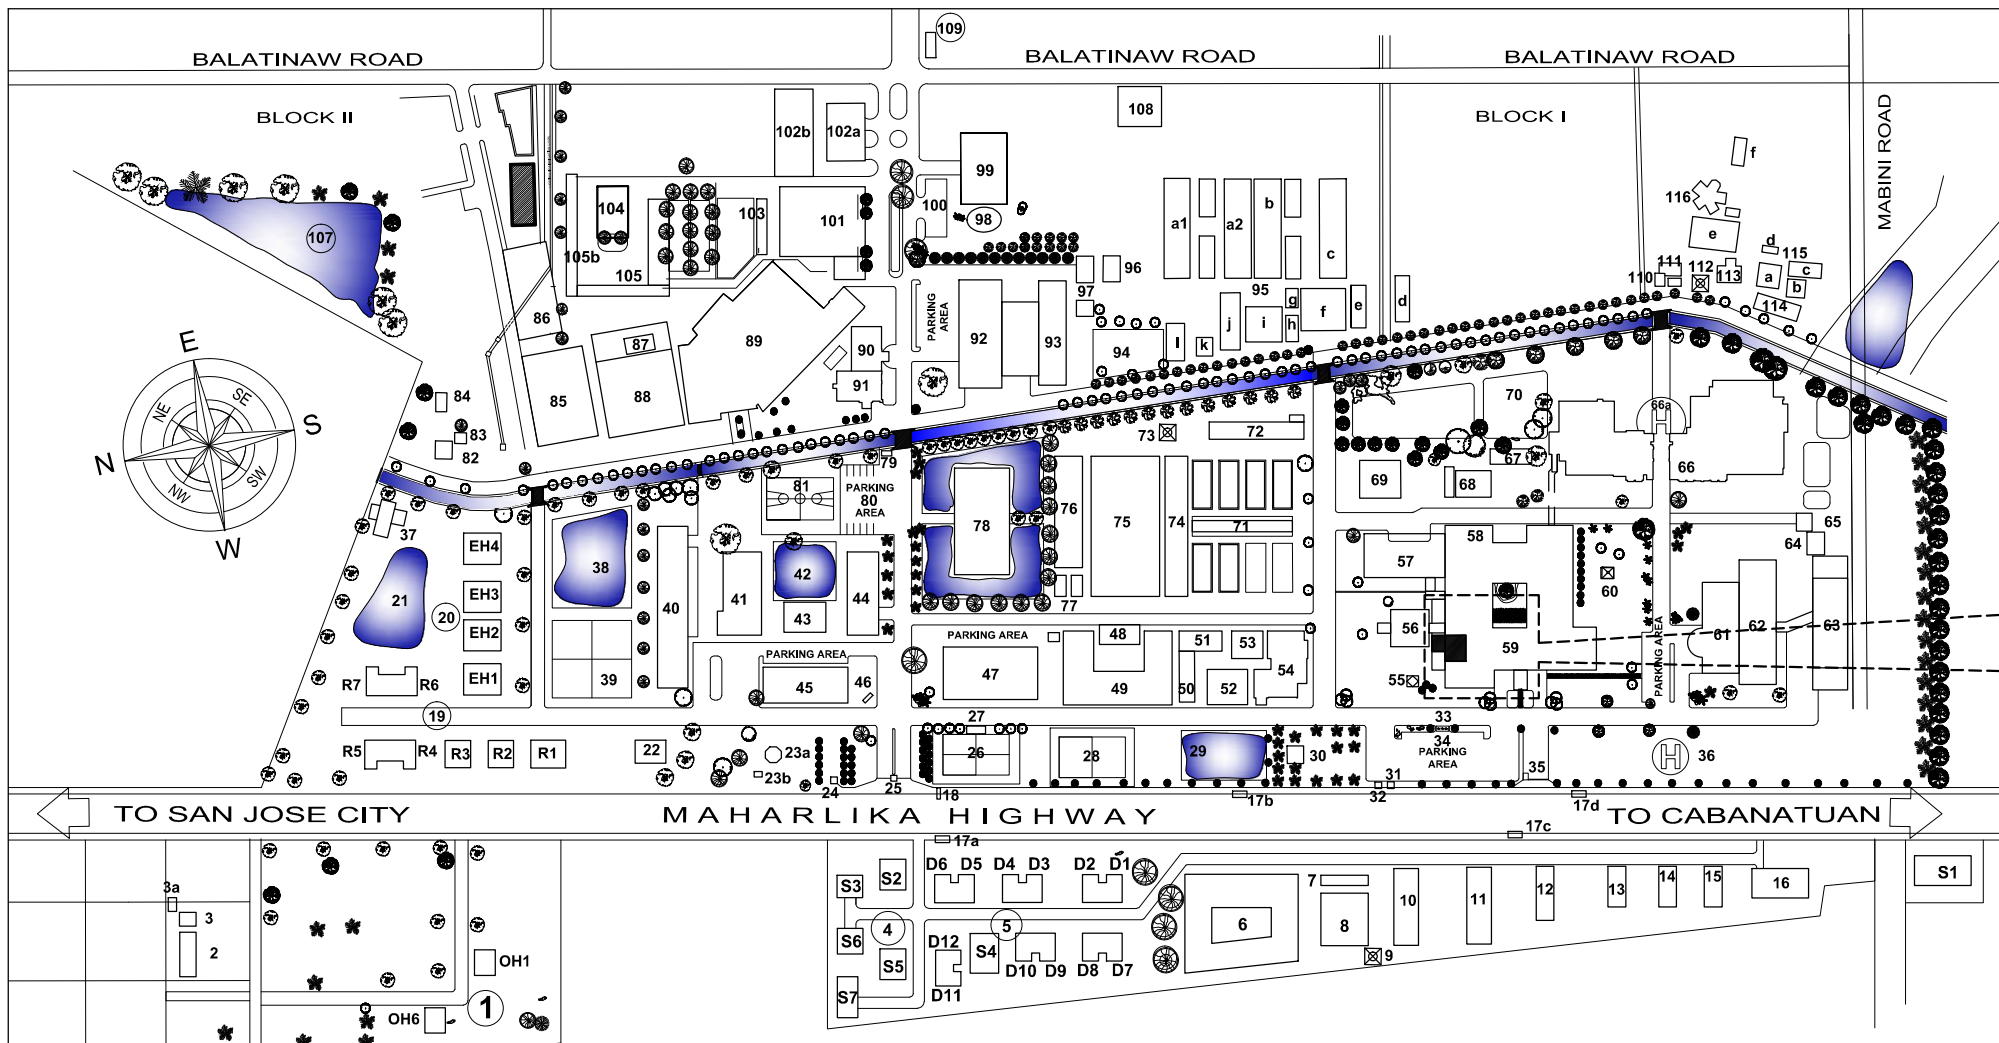 109
BALATINAW ROAD
BALATINAW ROAD
BALATINAW ROAD
BLOCK II
BLOCK I
MABINI ROAD
102b
102a
108
99
100
98
104
103
101
105b
105
107
a1
a2
b
c
f
116
e
d
115
a
c
b
110
111
112
113
114
86
87
88
85
89
90
91
PARKING
AREA
92
93
96
97
94
95
l
k
j
i
g
h
f
e
d
84
83
82
E
SE
S
SW
W
NW
N
NE
81
79
PARKING
80
AREA
73
72
70
66a
66
67
68
69
37
EH4
EH3
EH2
EH1
21
20
38
40
41
42
43
44
78
76
75
74
71
77
57
58
65
64
60
56
59
55
61
62
63
PARKING AREA
R7
R6
19
39
PARKING AREA
45
46
PARKING AREA
47
48
49
51
50
52
53
54
R5
R4
R3
R2
R1
22
23a
23b
24
25
27
26
18
28
29
17b
30
31
32
33
34
PARKING
AREA
35
36
H
17d
TO SAN JOSE CITY
MAHARLIKA HIGHWAY
TO CABANATUAN
17a
17c
3a
3
2
OH1
OH6
1
S3
S2
S6
S5
S7
4
D6
D5
D4
D3
D2
D1
5
D12
D11
S4
D10
D9
D8
D7
6
7
8
9
10
11
12
13
14
15
16
S1